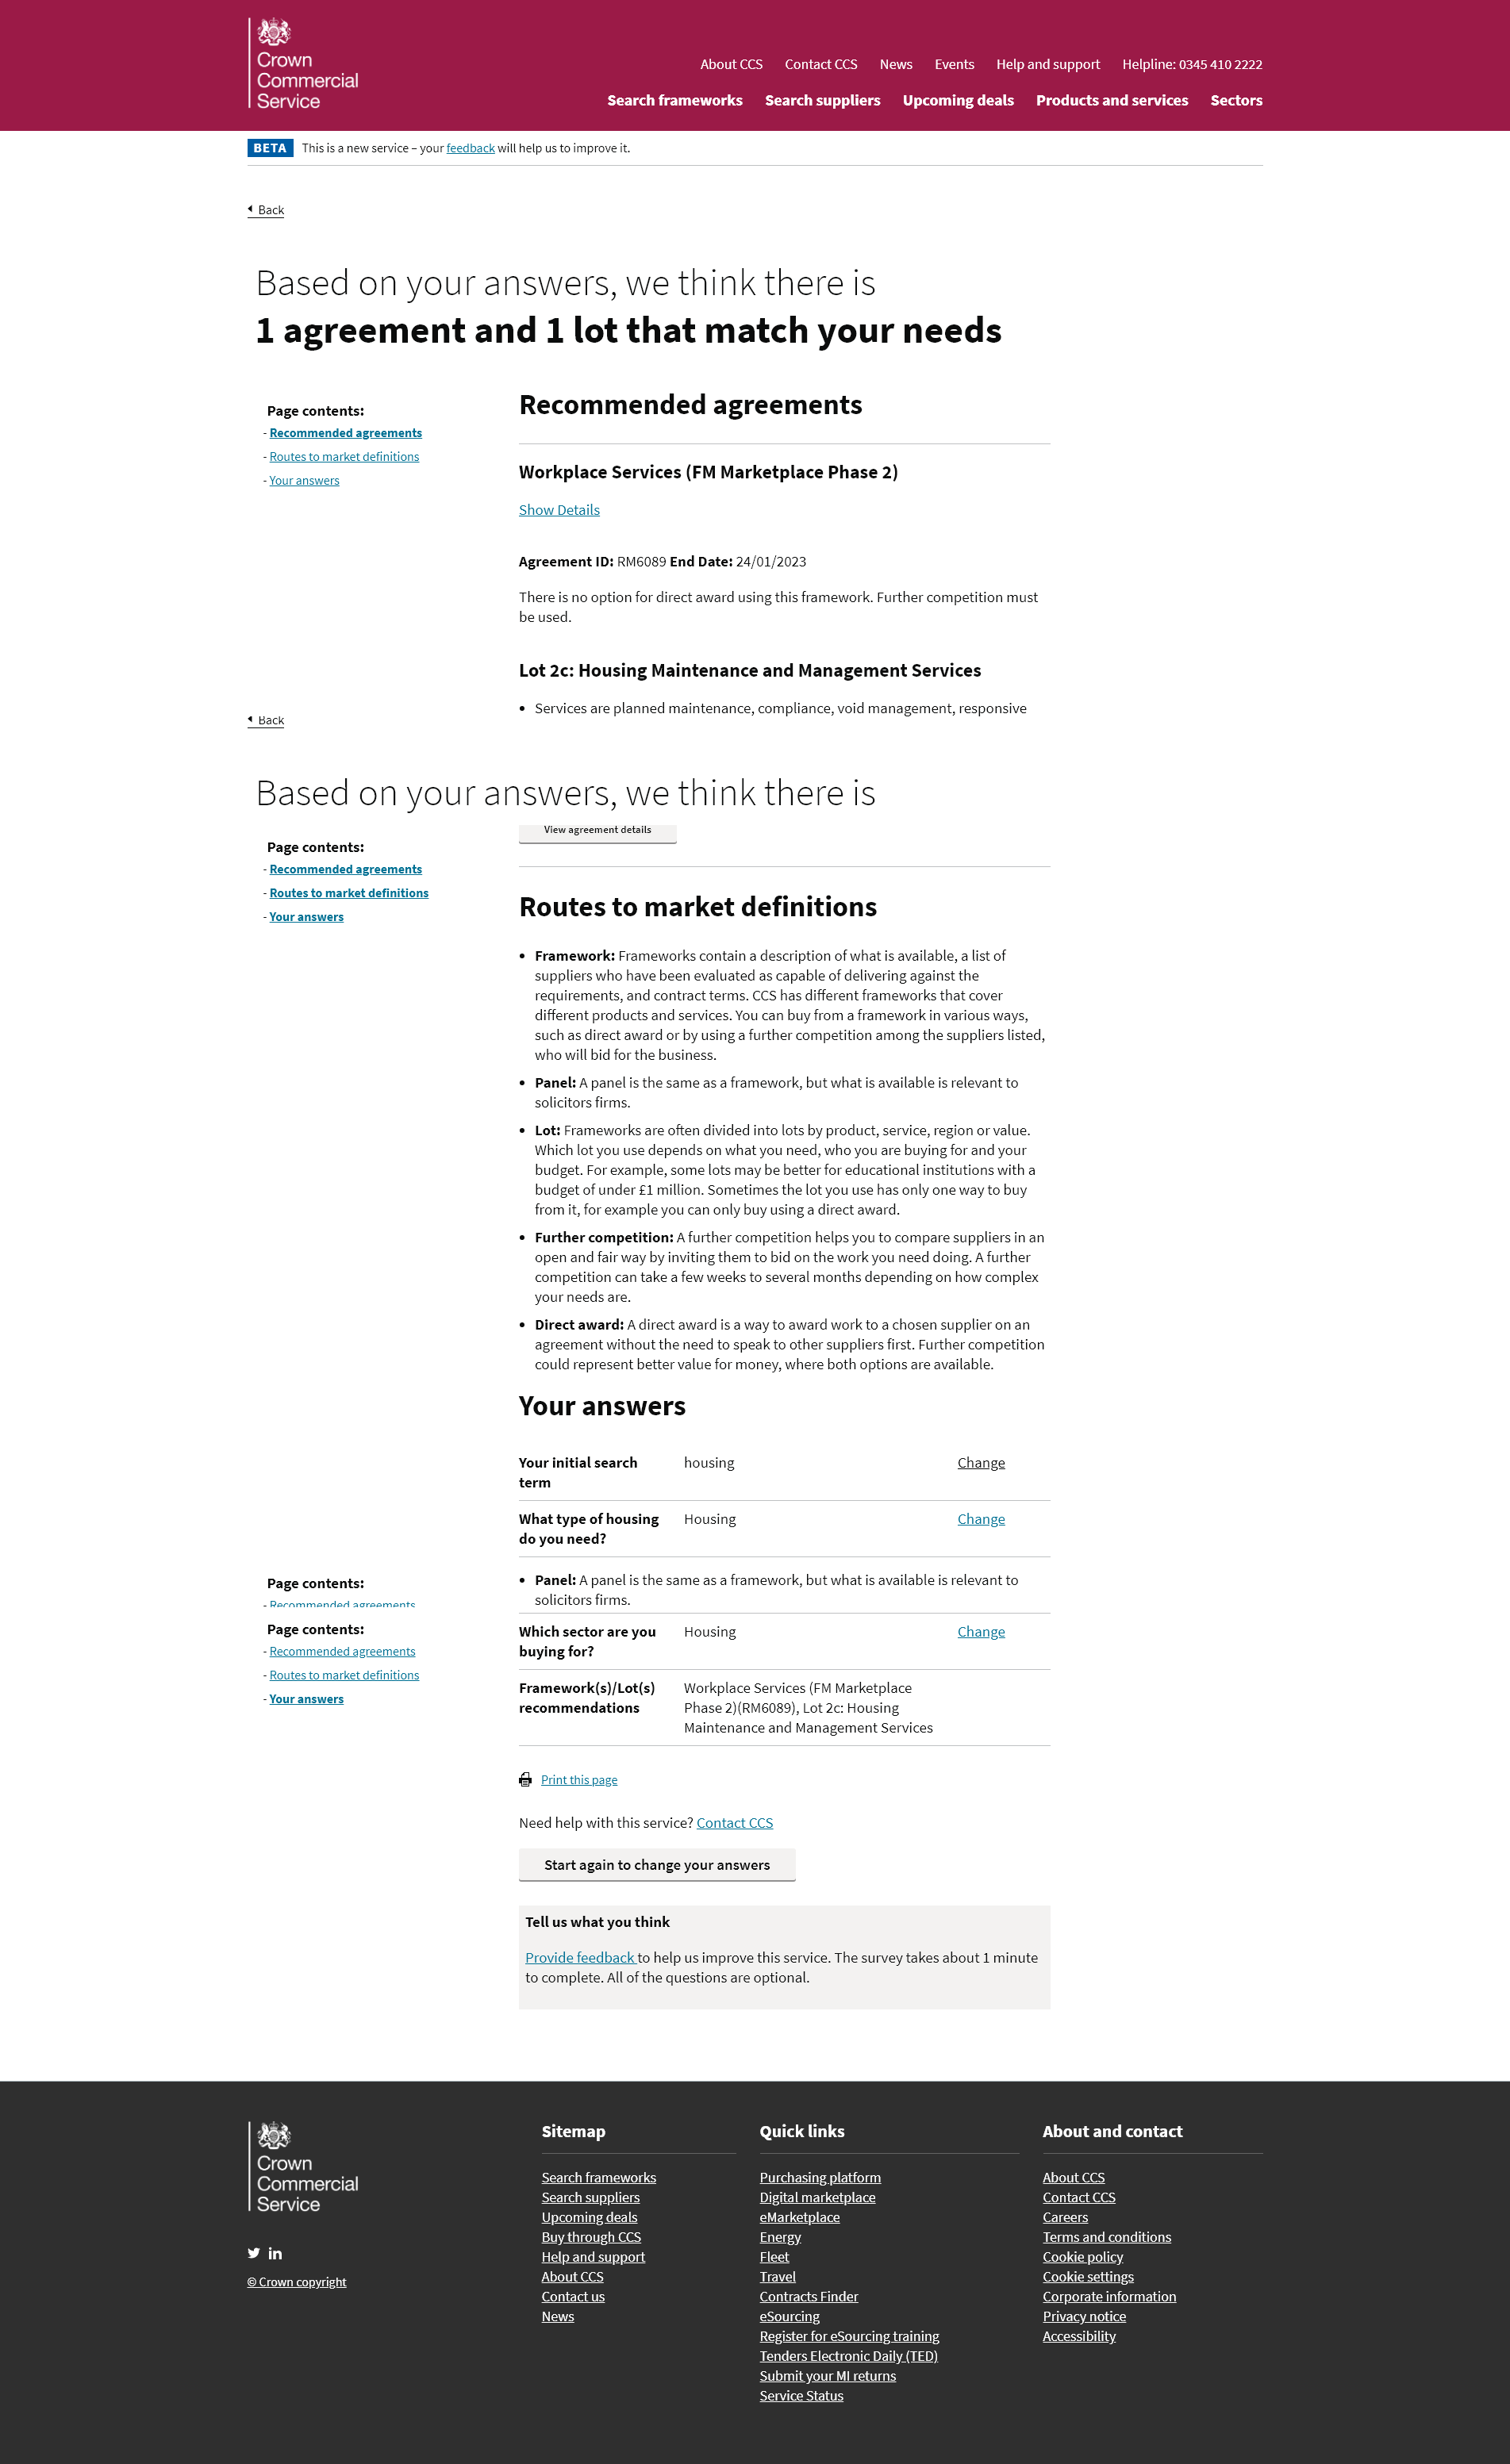 Crown
Commercial
Service
About CCS Contact CCS News Events Help and support Helpline: 0345 410 2222
Search frameworks Search suppliers Upcoming deals Products and services Sectors
BETA This is a new service – your feedback will help us to improve it.
Back
Based on your answers, we think there is
1 agreement and 1 lot that match your needs
Page contents:
- Recommended agreements
- Routes to market definitions
- Your answers
Recommended agreements
Workplace Services (FM Marketplace Phase 2)
Show Details
Agreement ID: RM6089 End Date: 24/01/2023
There is no option for direct award using this framework. Further competition must
be used.
Lot 2c: Housing Maintenance and Management Services
• Services are planned maintenance, compliance, void management, responsive
Back
Based on your answers, we think there is
View agreement details
Page contents:
- Recommended agreements
- Routes to market definitions
- Your answers
Routes to market definitions
• Framework: Frameworks contain a description of what is available, a list of
suppliers who have been evaluated as capable of delivering against the
requirements, and contract terms. CCS has different frameworks that cover
different products and services. You can buy from a framework in various ways,
such as direct award or by using a further competition among the suppliers listed,
who will bid for the business.
• Panel: A panel is the same as a framework, but what is available is relevant to
solicitors firms.
• Lot: Frameworks are often divided into lots by product, service, region or value.
Which lot you use depends on what you need, who you are buying for and your
budget. For example, some lots may be better for educational institutions with a
budget of under £1 million. Sometimes the lot you use has only one way to buy
from it, for example you can only buy using a direct award.
• Further competition: A further competition helps you to compare suppliers in an
open and fair way by inviting them to bid on the work you need doing. A further
competition can take a few weeks to several months depending on how complex
your needs are.
• Direct award: A direct award is a way to award work to a chosen supplier on an
agreement without the need to speak to other suppliers first. Further competition
could represent better value for money, where both options are available.
Your answers
Your initial search housing Change
term
What type of housing Housing Change
do you need?
• Panel: A panel is the same as a framework, but what is available is relevant to
solicitors firms.
Page contents:
- Recommended agreements
Page contents:
- Recommended agreements
- Routes to market definitions
- Your answers
Which sector are you Housing Change
buying for?
Framework(s)/Lot(s) Workplace Services (FM Marketplace
recommendations Phase 2)(RM6089), Lot 2c: Housing
Maintenance and Management Services
Print this page
Need help with this service? Contact CCS
Start again to change your answers
Tell us what you think
Provide feedback to help us improve this service. The survey takes about 1 minute
to complete. All of the questions are optional.
Crown
Commercial
Service
© Crown copyright
Sitemap
Search frameworks
Search suppliers
Upcoming deals
Buy through CCS
Help and support
About CCS
Contact us
News
Quick links
Purchasing platform
Digital marketplace
eMarketplace
Energy
Fleet
Travel
Contracts Finder
eSourcing
Register for eSourcing training
Tenders Electronic Daily (TED)
Submit your MI returns
Service Status
About and contact
About CCS
Contact CCS
Careers
Terms and conditions
Cookie policy
Cookie settings
Corporate information
Privacy notice
Accessibility